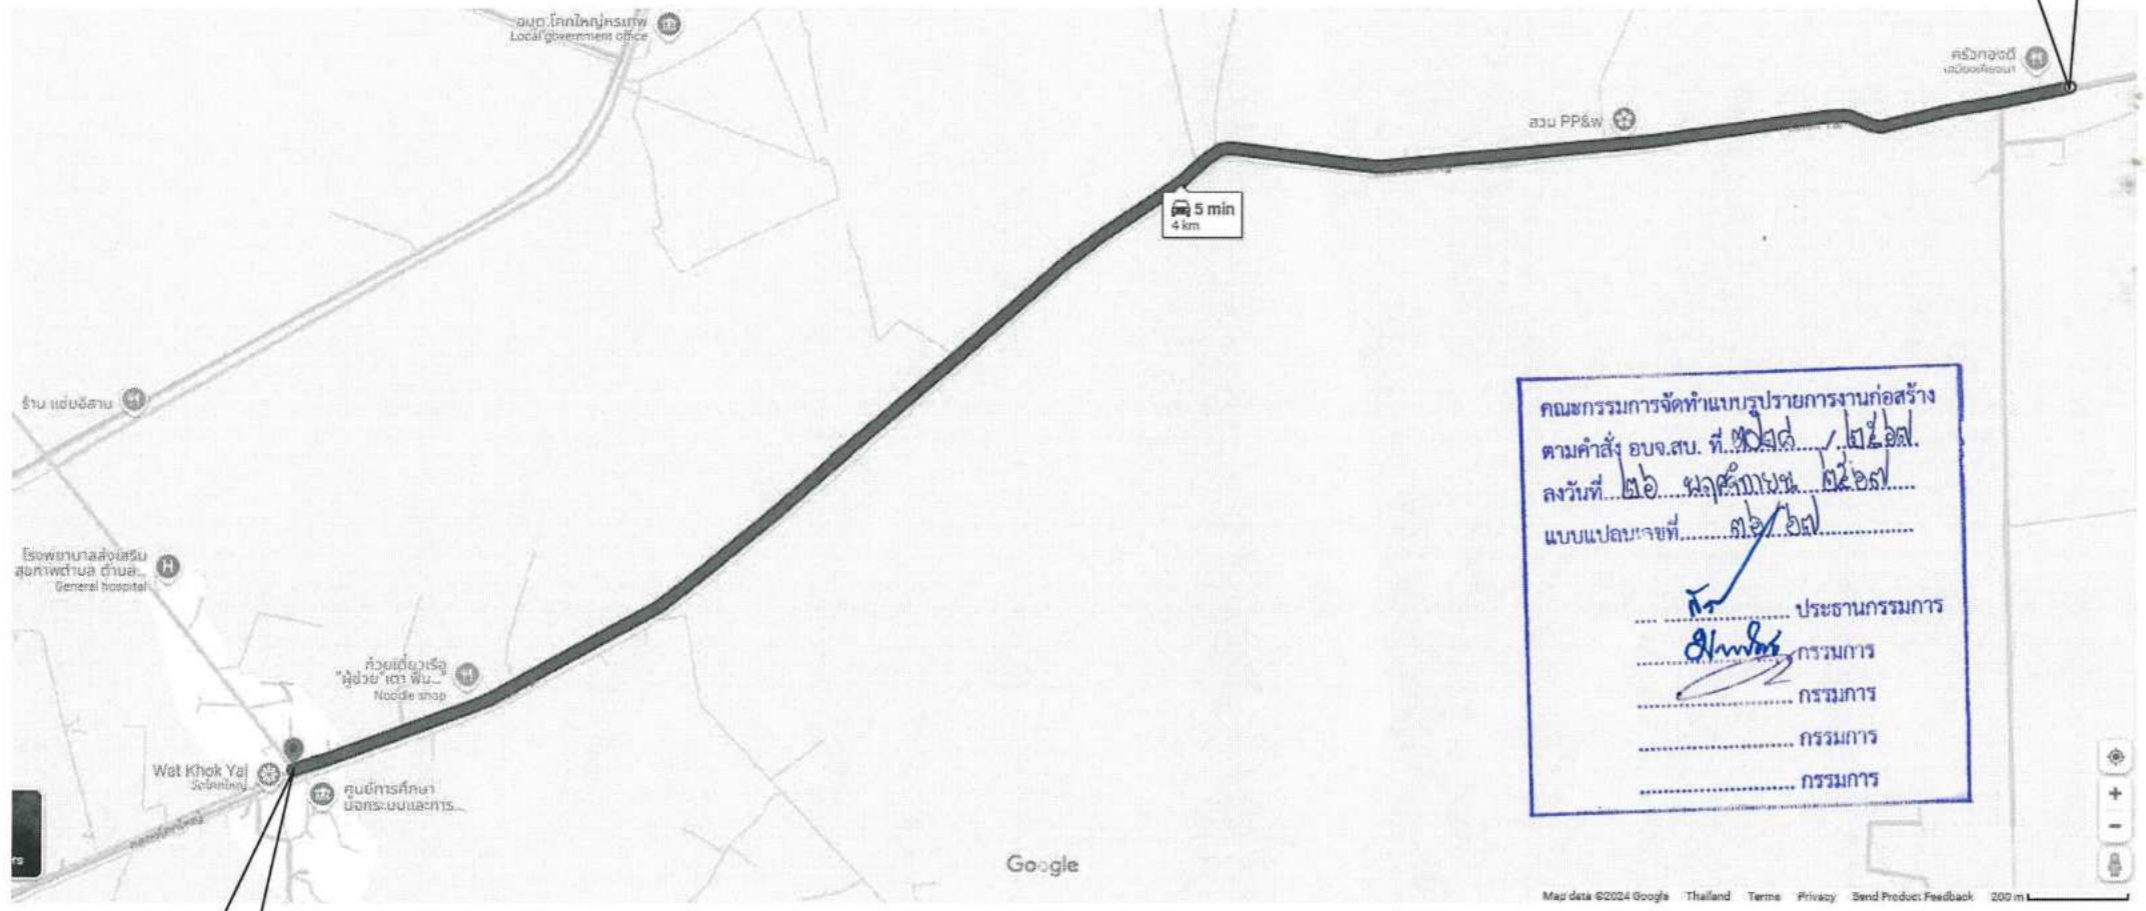 อบต.โคกใหญ่หรเทพ
Local government office
ครัวทองดี
สวน PP&W
5 min
4 km
ร้าน แซ่บอีสาน
โรงพยาบาลส่งเสริม
สุขภาพตำบล ตำบล...
General hospital
ก๋วยเตี๋ยวเรือ
Noodle shop
Wat Khok Yai
วัดโคกใหญ่
ศูนย์การศึกษา
นอกระบบและการ...
rs
คณะกรรมการจัดทำแบบรูปรายการงานก่อสร้าง
ตามคำสั่ง อบจ.สบ. ที่ / ๒๕๖๗
ลงวันที่ ๒๖ พฤศจิกายน ๒๕๖๗
แบบแปลนเลขที่ ๓๖/๖๗
ประธานกรรมการ
กรรมการ
กรรมการ
กรรมการ
กรรมการ
Google
Map data ©2024 Google Thailand Terms Privacy Send Product Feedback 200 m